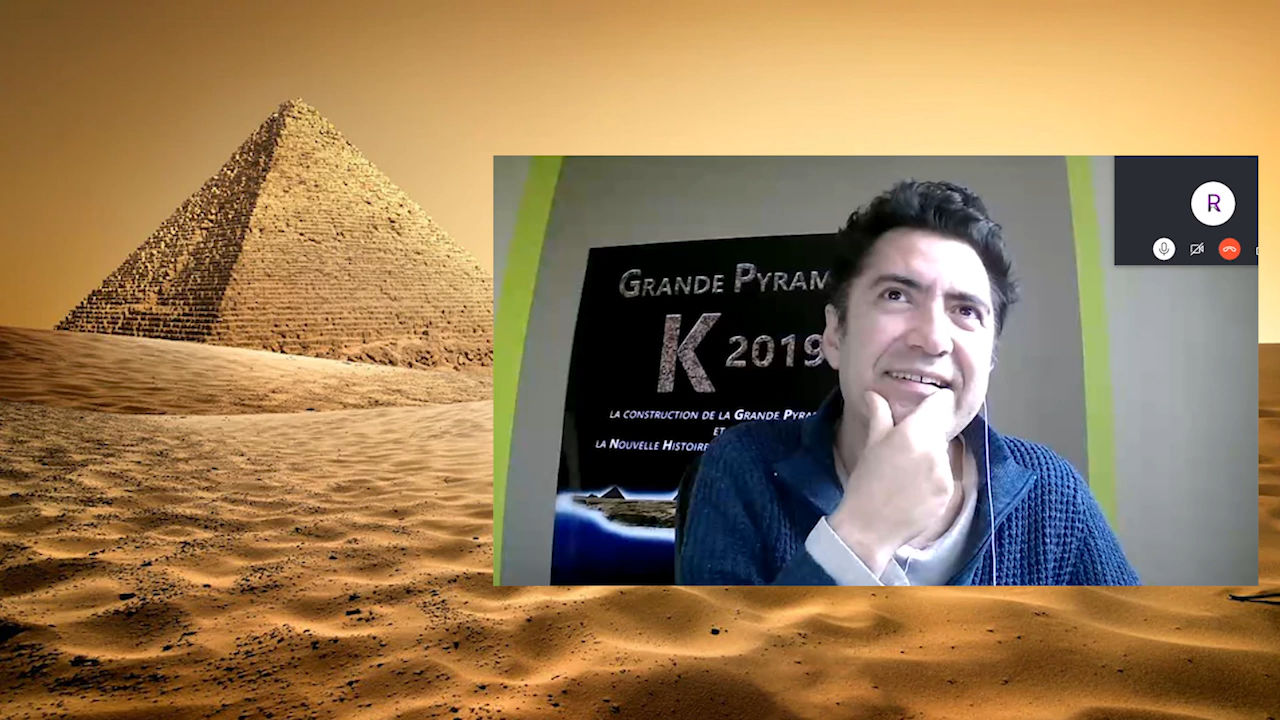 GRANDE PYRAM
K 2019
LA CONSTRUCTION DE LA GRANDE PYRA
ET
LA NOUVELLE HISTOIRE
R